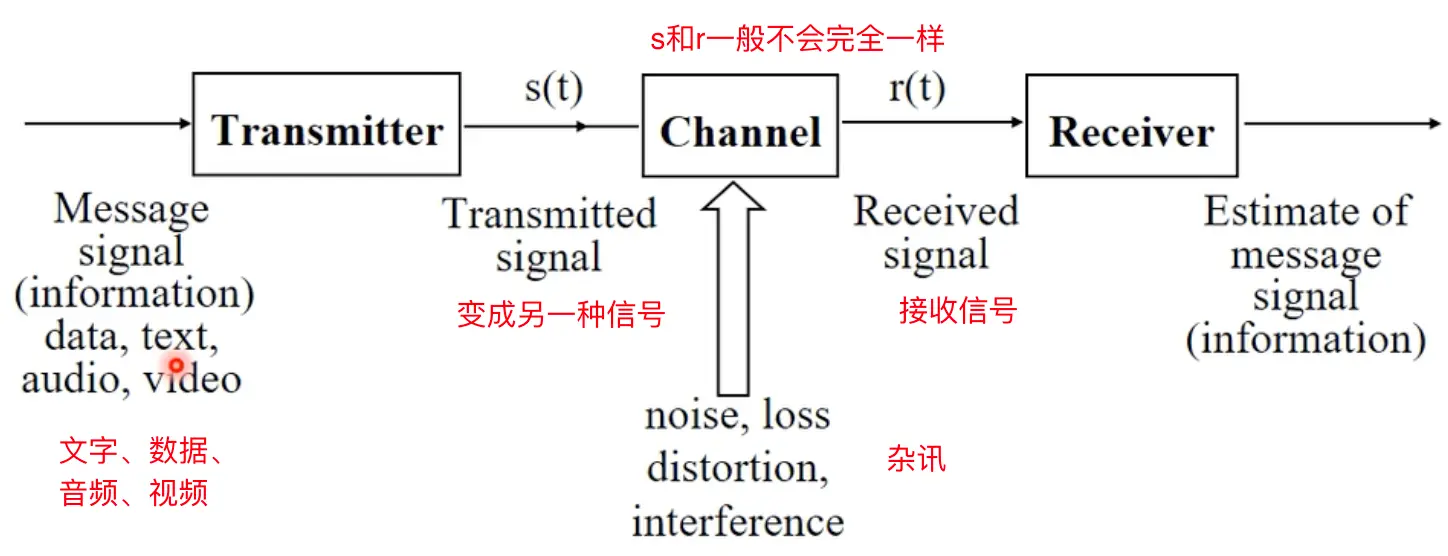 s和r一般不会完全一样
s(t)
r(t)
Transmitter
Channel
Receiver
Message
signal
(information)
data, text,
audio, video
文字、数据、
音频、视频
Transmitted
signal
变成另一种信号
noise, loss
distortion,
interference
杂讯
Received
signal
接收信号
Estimate of
message
signal
(information)